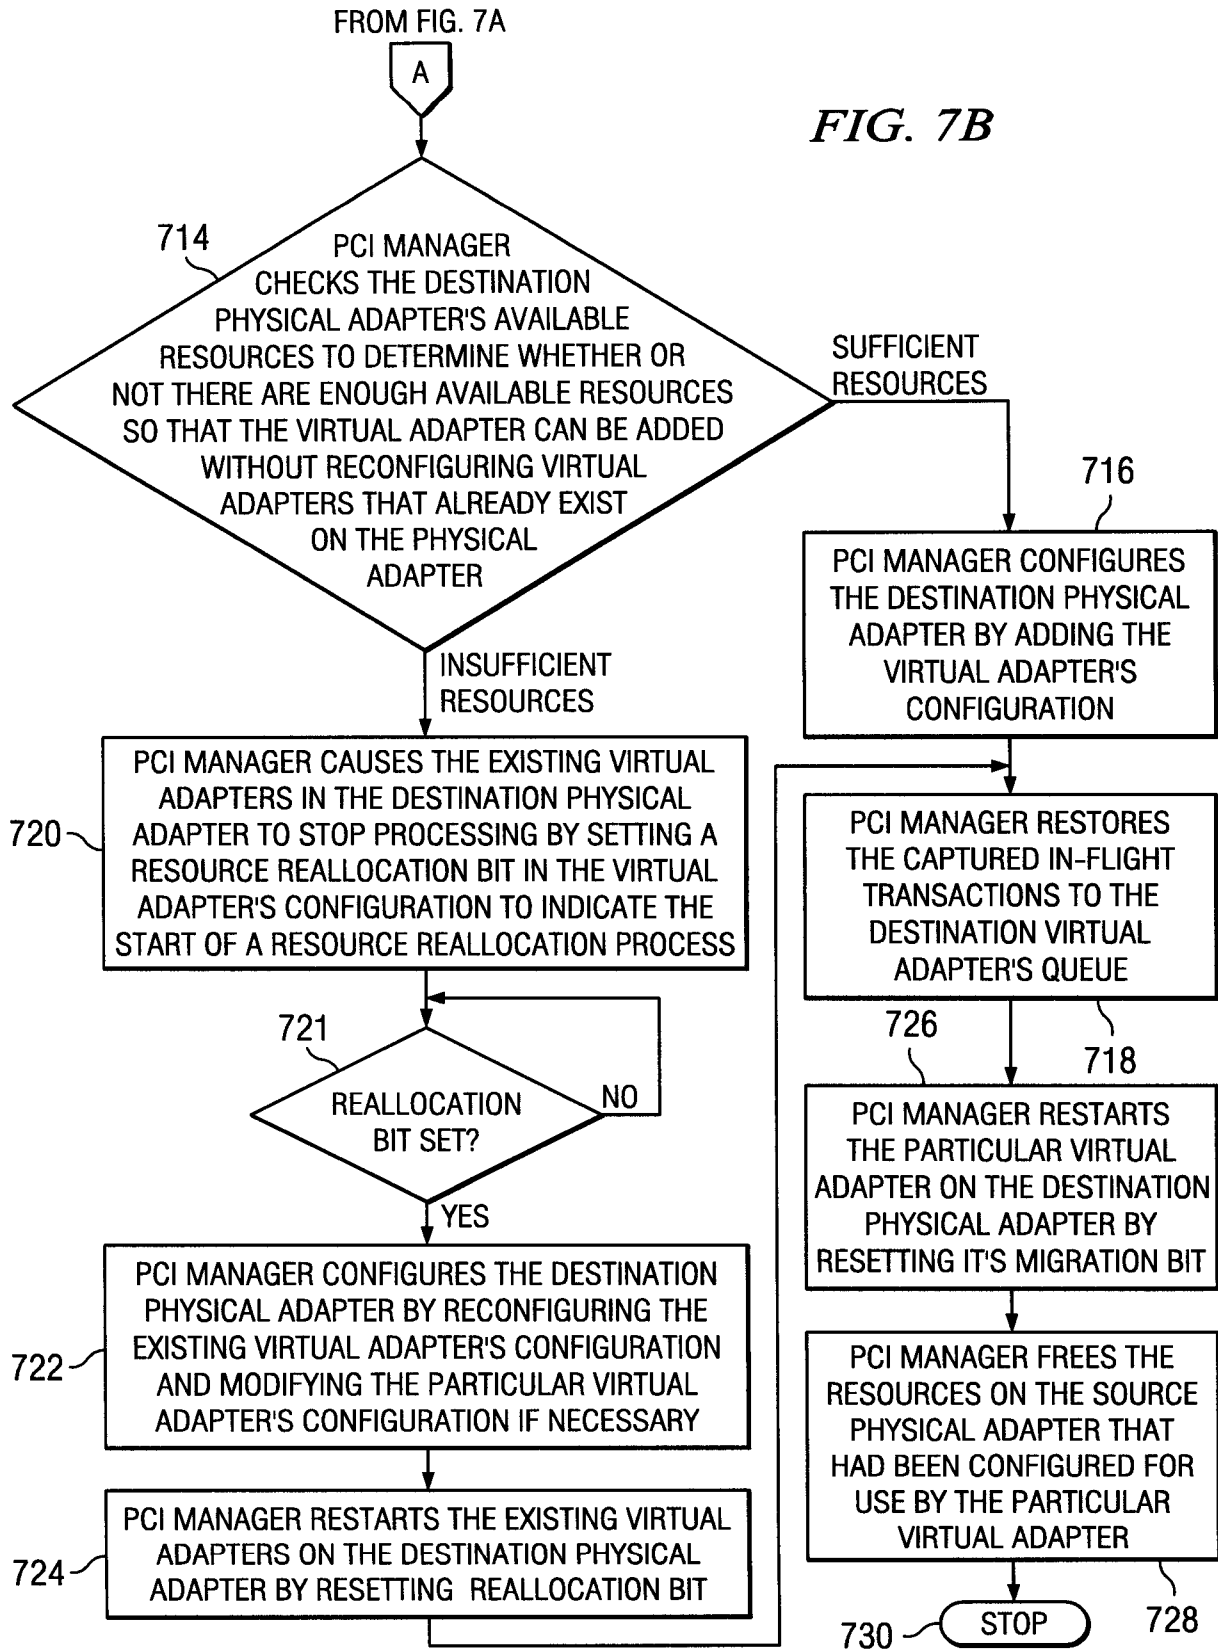 FROM FIG. 7A
A
FIG. 7B
714
PCI MANAGER
CHECKS THE DESTINATION
PHYSICAL ADAPTER'S AVAILABLE
RESOURCES TO DETERMINE WHETHER OR
NOT THERE ARE ENOUGH AVAILABLE RESOURCES
SO THAT THE VIRTUAL ADAPTER CAN BE ADDED
WITHOUT RECONFIGURING VIRTUAL
ADAPTERS THAT ALREADY EXIST
ON THE PHYSICAL
ADAPTER
SUFFICIENT
RESOURCES
INSUFFICIENT
RESOURCES
720
PCI MANAGER CAUSES THE EXISTING VIRTUAL
ADAPTERS IN THE DESTINATION PHYSICAL
ADAPTER TO STOP PROCESSING BY SETTING A
RESOURCE REALLOCATION BIT IN THE VIRTUAL
ADAPTER'S CONFIGURATION TO INDICATE THE
START OF A RESOURCE REALLOCATION PROCESS
721
REALLOCATION
BIT SET?
NO
YES
722
PCI MANAGER CONFIGURES THE DESTINATION
PHYSICAL ADAPTER BY RECONFIGURING THE
EXISTING VIRTUAL ADAPTER'S CONFIGURATION
AND MODIFYING THE PARTICULAR VIRTUAL
ADAPTER'S CONFIGURATION IF NECESSARY
724
PCI MANAGER RESTARTS THE EXISTING VIRTUAL
ADAPTERS ON THE DESTINATION PHYSICAL
ADAPTER BY RESETTING REALLOCATION BIT
716
PCI MANAGER CONFIGURES
THE DESTINATION PHYSICAL
ADAPTER BY ADDING THE
VIRTUAL ADAPTER'S
CONFIGURATION
PCI MANAGER RESTORES
THE CAPTURED IN-FLIGHT
TRANSACTIONS TO THE
DESTINATION VIRTUAL
ADAPTER'S QUEUE
718
726
PCI MANAGER RESTARTS
THE PARTICULAR VIRTUAL
ADAPTER ON THE DESTINATION
PHYSICAL ADAPTER BY
RESETTING IT'S MIGRATION BIT
PCI MANAGER FREES THE
RESOURCES ON THE SOURCE
PHYSICAL ADAPTER THAT
HAD BEEN CONFIGURED FOR
USE BY THE PARTICULAR
VIRTUAL ADAPTER
728
730
STOP